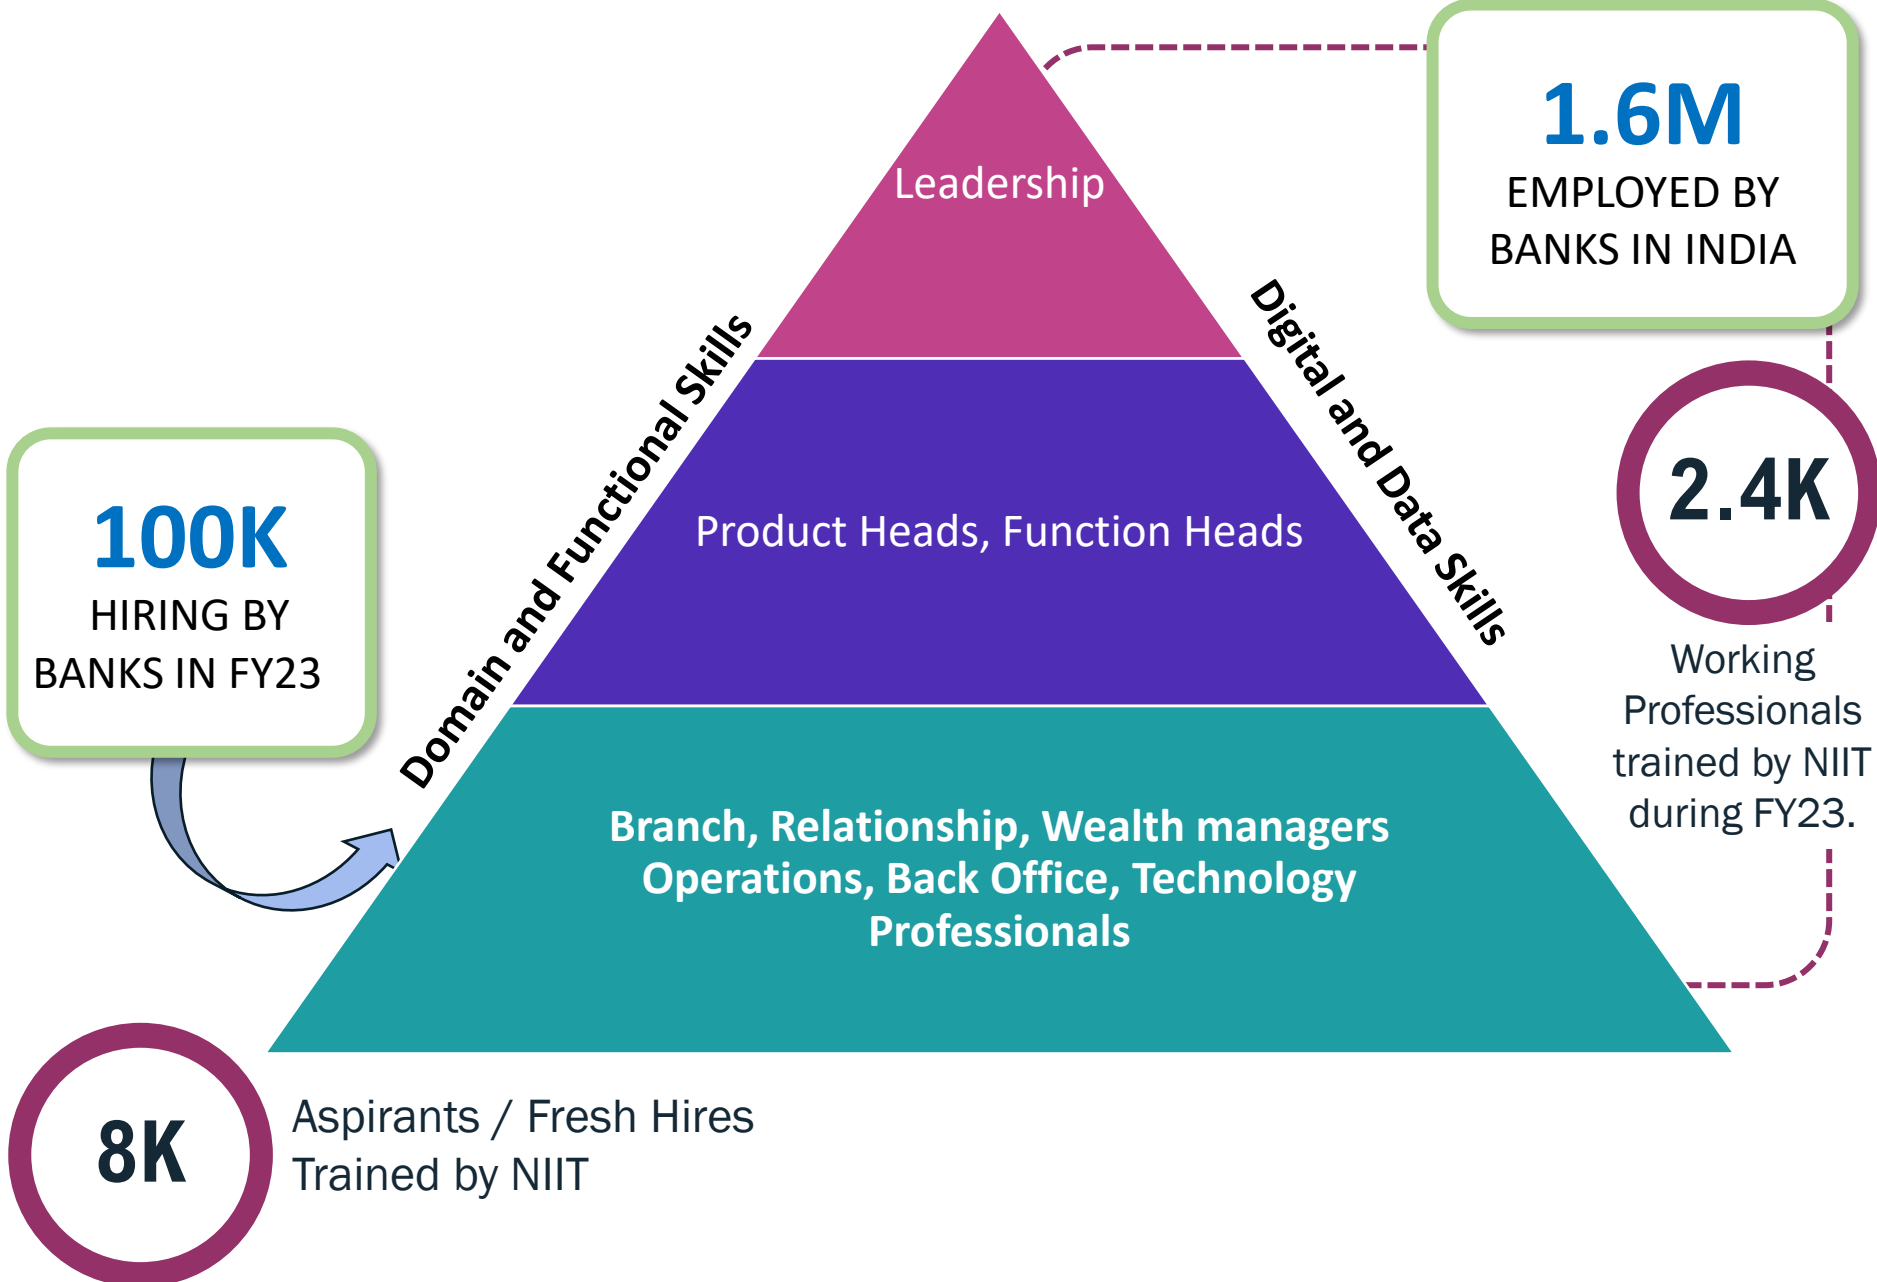 Leadership
Product Heads, Function Heads
Branch, Relationship, Wealth managers
Operations, Back Office, Technology
Professionals
Domain and Functional Skills
Digital and Data Skills
1.6M
EMPLOYED BY
BANKS IN INDIA
100K
HIRING BY
BANKS IN FY23
2.4K
Working
Professionals
trained by NIIT
during FY23.
8K
Aspirants / Fresh Hires
Trained by NIIT